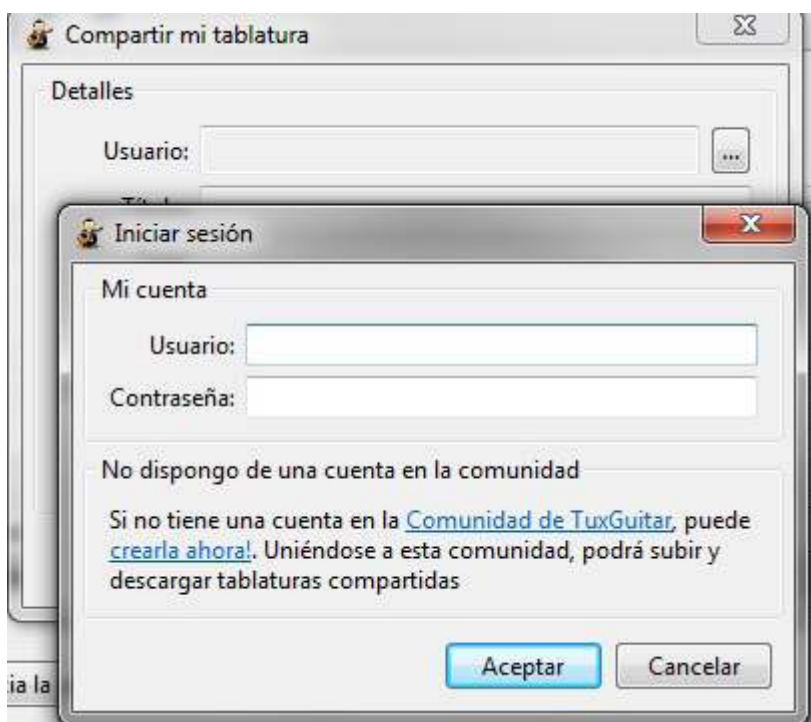 Compartir mi tablatura
Detalles
Usuario:
...
Iniciar sesión
Mi cuenta
Usuario:
Contraseña:
No dispongo de una cuenta en la comunidad
Si no tiene una cuenta en la Comunidad de TuxGuitar, puede
crearla ahora!. Uniéndose a esta comunidad, podrá subir y
descargar tablaturas compartidas
Aceptar Cancelar
la